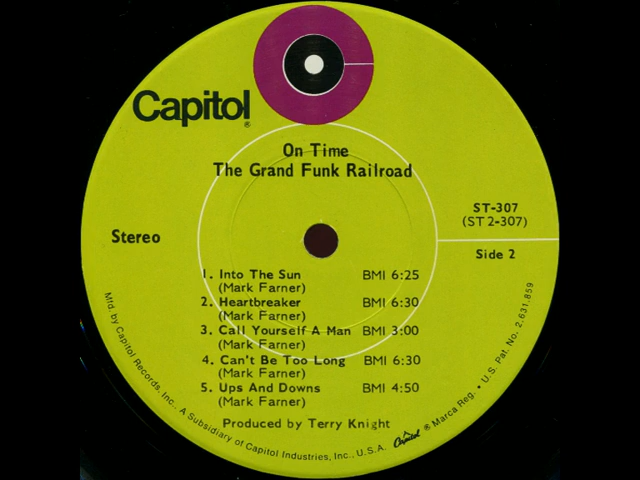 Capitol®
On Time
The Grand Funk Railroad
ST-307
(ST 2-307)
Stereo
Side 2
1. Into The Sun BMI 6:25
(Mark Farner)
2. Heartbreaker BMI 6:30
(Mark Farner)
3. Call Yourself A Man BMI 3:00
(Mark Farner)
4. Can't Be Too Long BMI 6:30
(Mark Farner)
5. Ups And Downs BMI 4:50
(Mark Farner)
Produced by Terry Knight
Mfd. by Capitol Records, Inc., A Subsidiary of Capitol Industries, Inc., U.S.A. Capitol ® Marca Reg. • U.S. Pat. No. 2,631,859